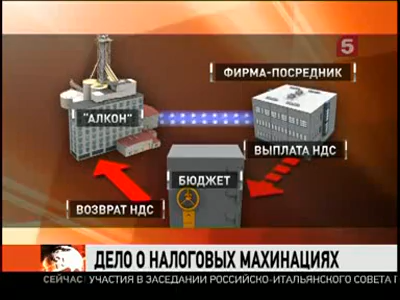 5
ФИРМА-ПОСРЕДНИК
"АЛКОН"
ВЫПЛАТА НДС
БЮДЖЕТ
ВОЗВРАТ НДС
ДЕЛО О НАЛОГОВЫХ МАХИНАЦИЯХ
СЕЙЧАС УЧАСТИЯ В ЗАСЕДАНИИ РОССИЙСКО-ИТАЛЬЯНСКОГО СОВЕТА П